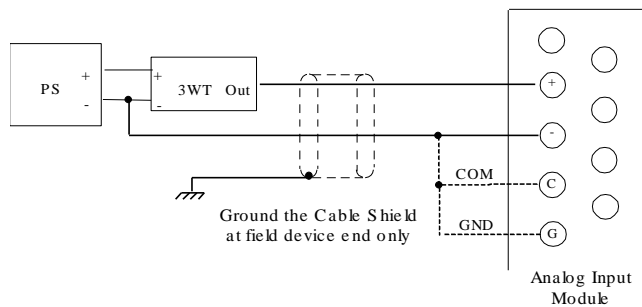 + +
PS 3WT Out +
- -
-
COM C
Ground the Cable Shield
at field device end only
GND G
Analog Input
Module